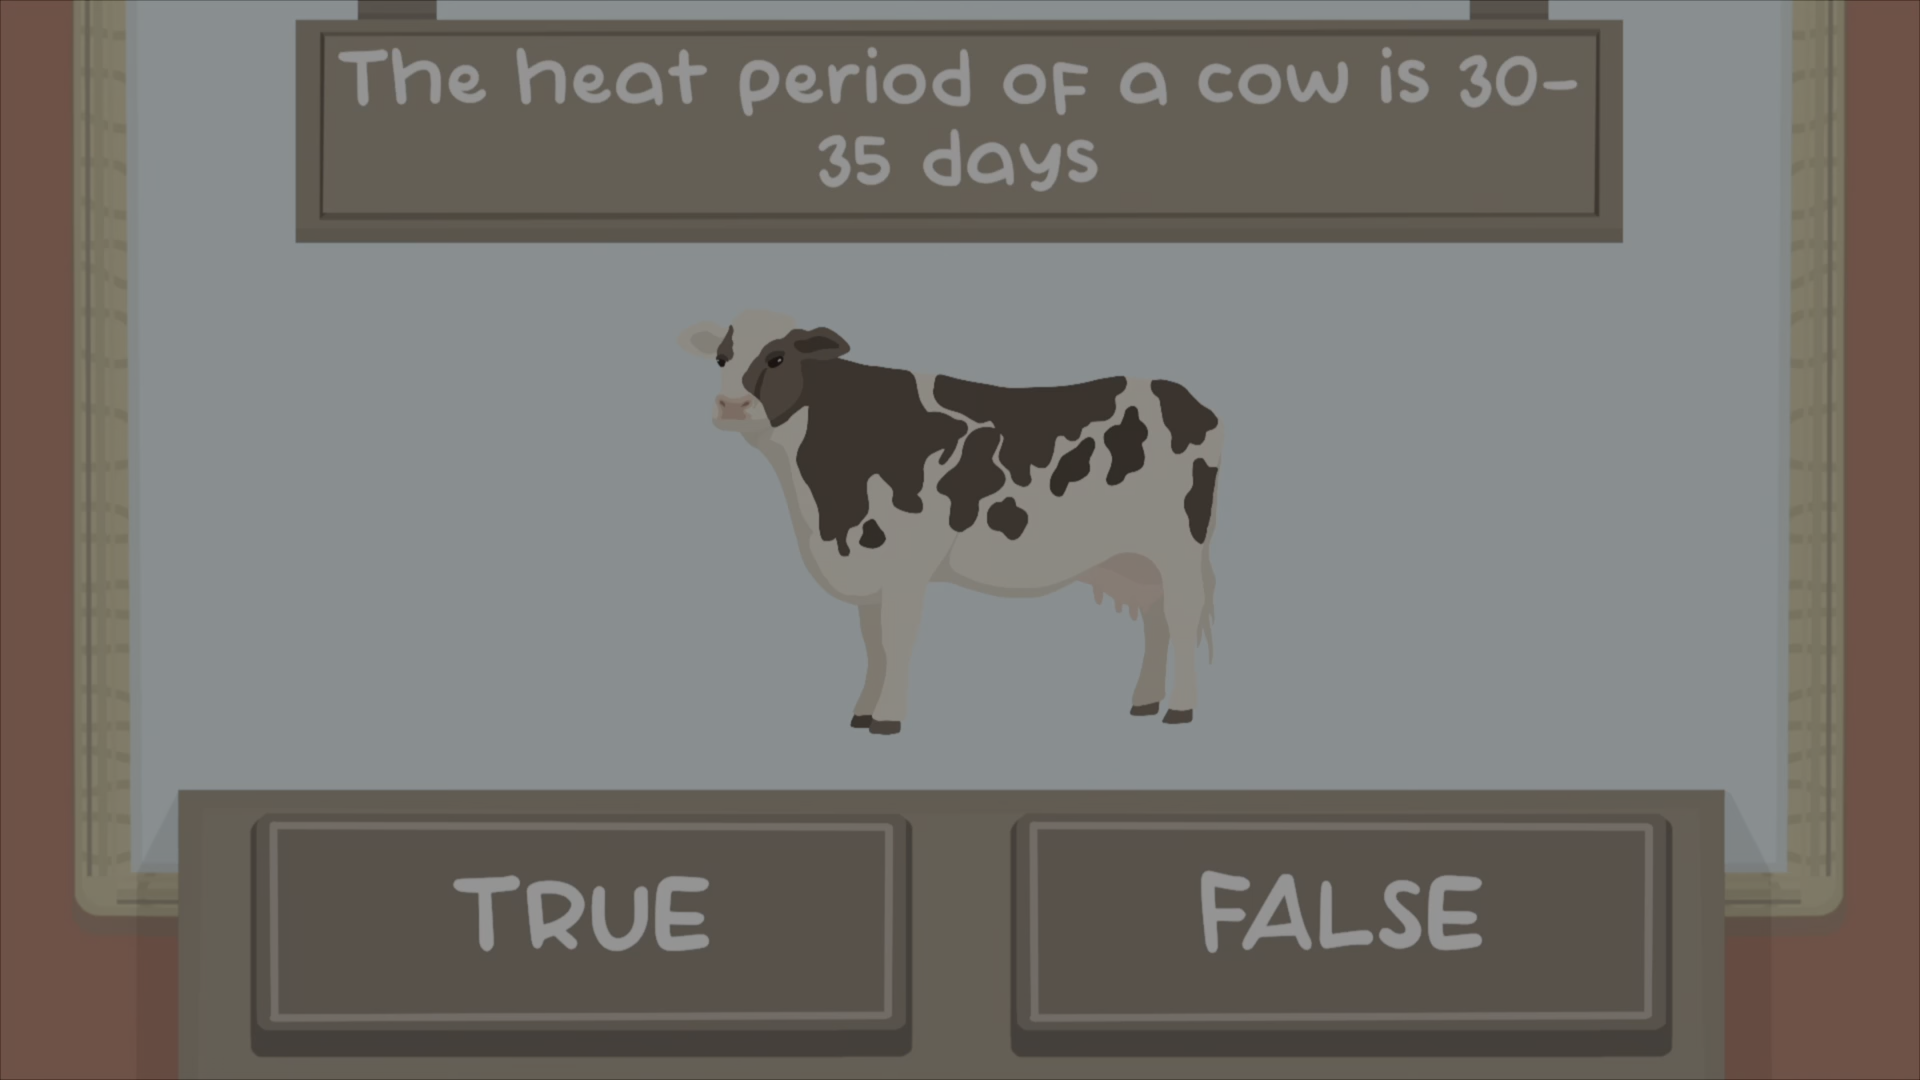 The heat period of a cow is 30-
35 days
TRUE
FALSE